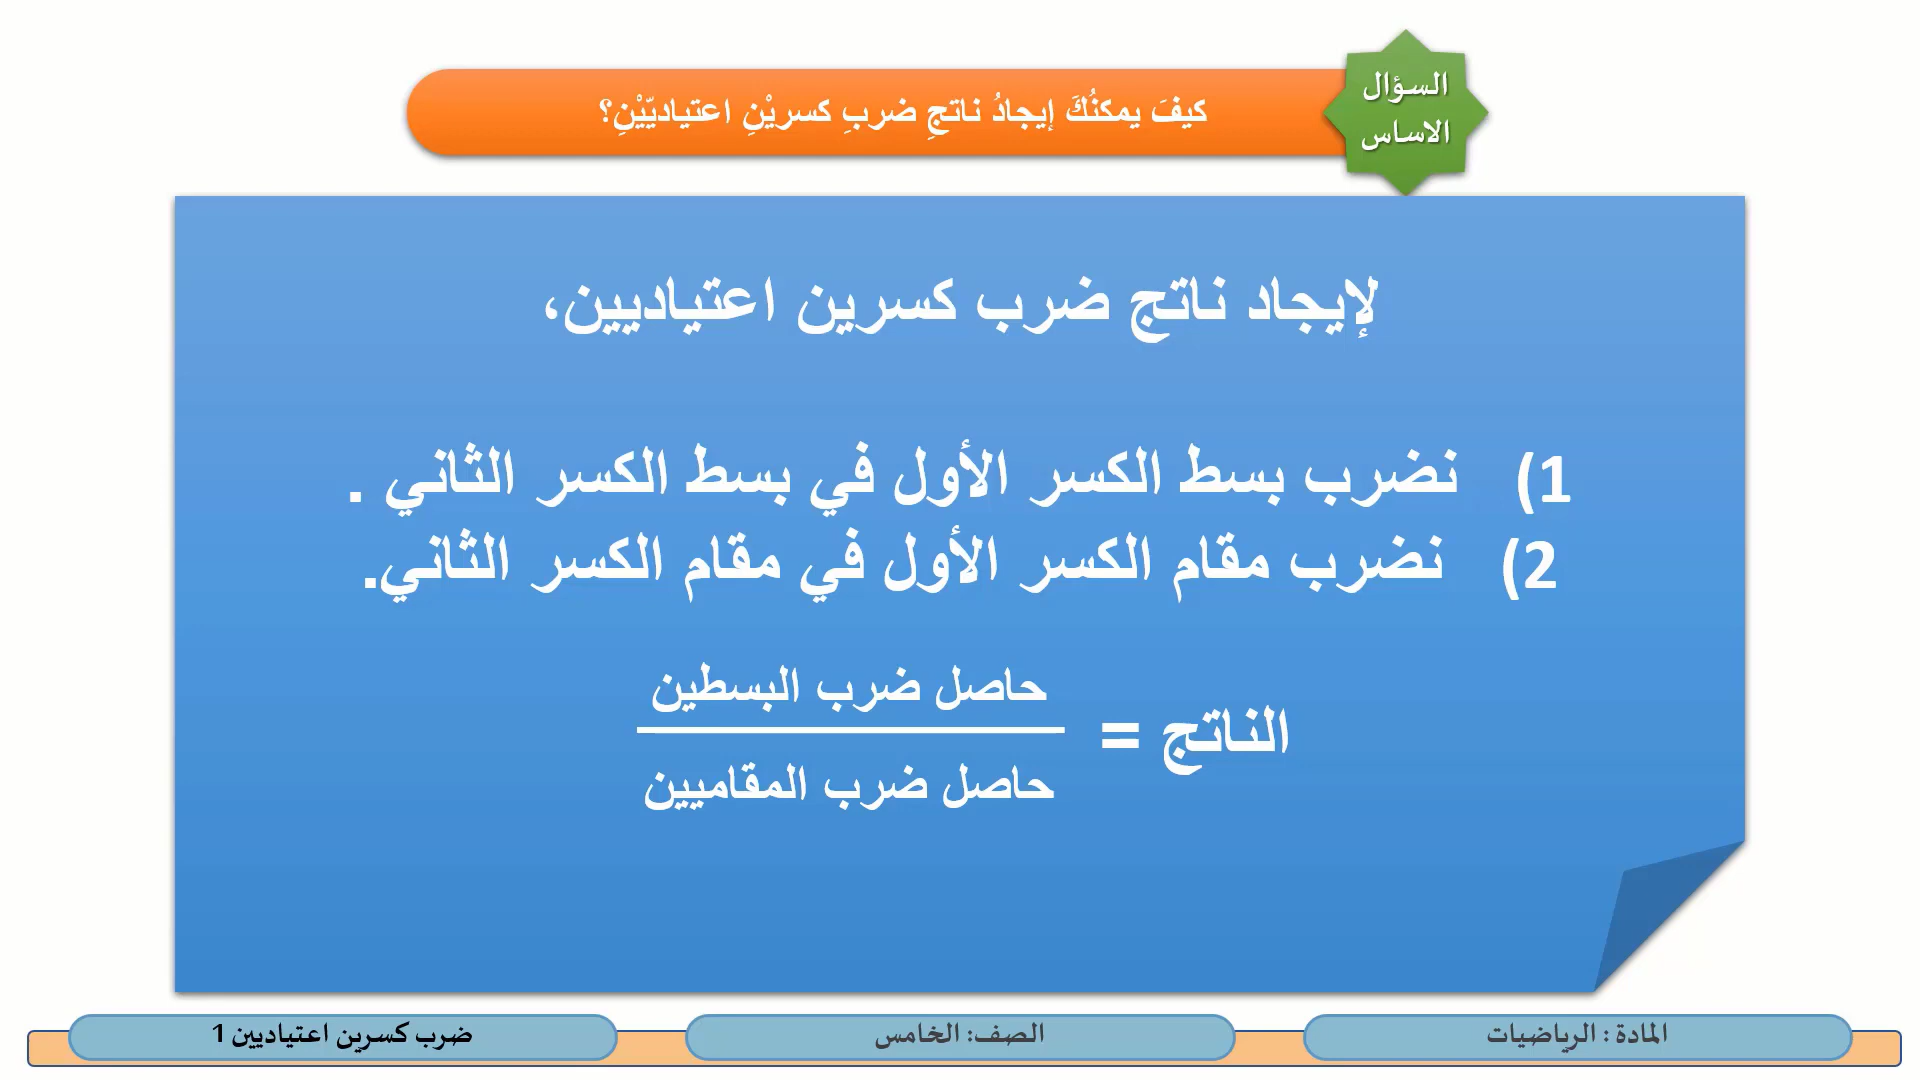 السؤال
الاساس
كيفَ يمكنُكَ إيجادُ ناتجِ ضربِ كسريْنِ اعتياديّيْنِ؟
لإيجاد ناتج ضرب كسرين اعتياديين،
1) نضرب بسط الكسر الأول في بسط الكسر الثاني .
2) نضرب مقام الكسر الأول في مقام الكسر الثاني.
حاصل ضرب البسطين
الناتج =
حاصل ضرب المقاميين
المادة : الرياضيات
الصف: الخامس
ضرب كسرين اعتياديين 1